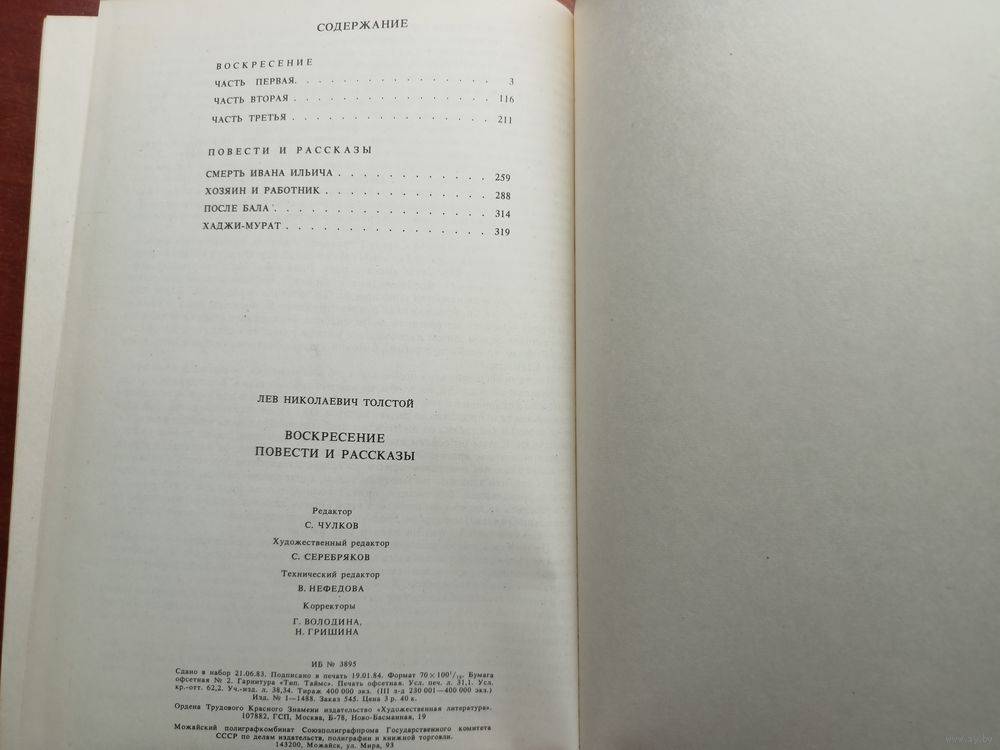 СОДЕРЖАНИЕ
ВОСКРЕСЕНИЕ
ЧАСТЬ ПЕРВАЯ. . . . . . . . . . . . . . . 3
ЧАСТЬ ВТОРАЯ . . . . . . . . . . . . . . . 116
ЧАСТЬ ТРЕТЬЯ . . . . . . . . . . . . . . . 211
ПОВЕСТИ И РАССКАЗЫ
СМЕРТЬ ИВАНА ИЛЬИЧА . . . . . . . . . . . . 259
ХОЗЯИН И РАБОТНИК . . . . . . . . . . . . . 288
ПОСЛЕ БАЛА . . . . . . . . . . . . . . . . 314
ХАДЖИ-МУРАТ . . . . . . . . . . . . . . . 319
ЛЕВ НИКОЛАЕВИЧ ТОЛСТОЙ
ВОСКРЕСЕНИЕ
ПОВЕСТИ И РАССКАЗЫ
Редактор
С. ЧУЛКОВ
Художественный редактор
С. СЕРЕБРЯКОВ
Технический редактор
В. НЕФЕДОВА
Корректоры
Г. ВОЛОДИНА,
Н. ГРИШИНА
ИБ № 3895
Сдано в набор 21.06.83. Подписано в печать 19.01.84. Формат 70×100¹/₁₆. Бумага
офсетная № 2. Гарнитура «Тип. Таймс». Печать офсетная. Усл. печ. л. 31,1. Усл.
кр.-отт. 62,2. Уч.-изд. л. 38,34. Тираж 400 000 экз. (III з-д 230 001—400 000 экз.)
Изд. № 1—1488. Заказ 545. Цена 3 р. 40 к.
Ордена Трудового Красного Знамени издательство «Художественная литература».
107882, ГСП, Москва, Б-78, Ново-Басманная, 19
Можайский полиграфкомбинат Союзполиграфпрома Государственного комитета
СССР по делам издательств, полиграфии и книжной торговли.
143200, Можайск, ул. Мира, 93
www.ay.by